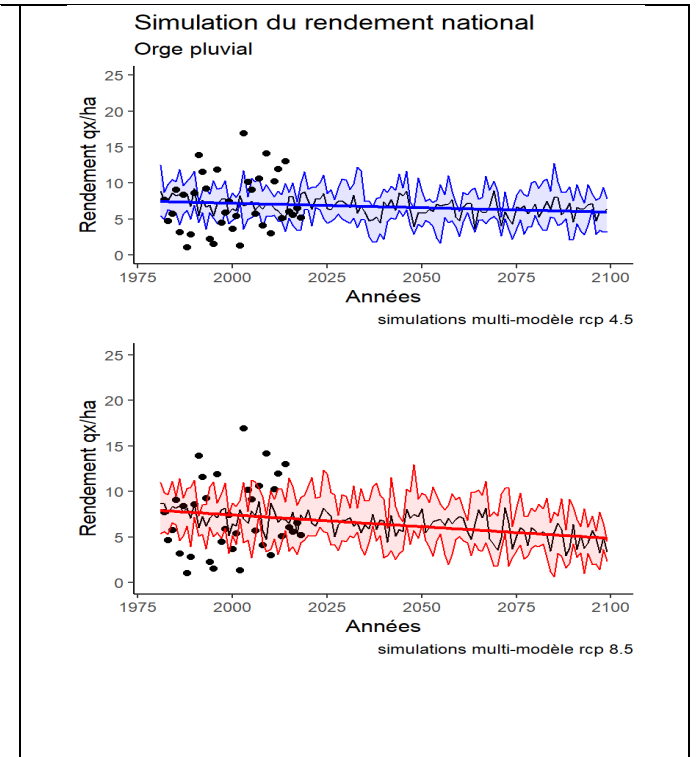 Simulation du rendement national
Orge pluvial
Rendement qx/ha
25
20
15
10
5
0
1975 2000 2025 2050 2075 2100
Années
simulations multi-modèle rcp 4.5
Rendement qx/ha
25
20
15
10
5
0
1975 2000 2025 2050 2075 2100
Années
simulations multi-modèle rcp 8.5